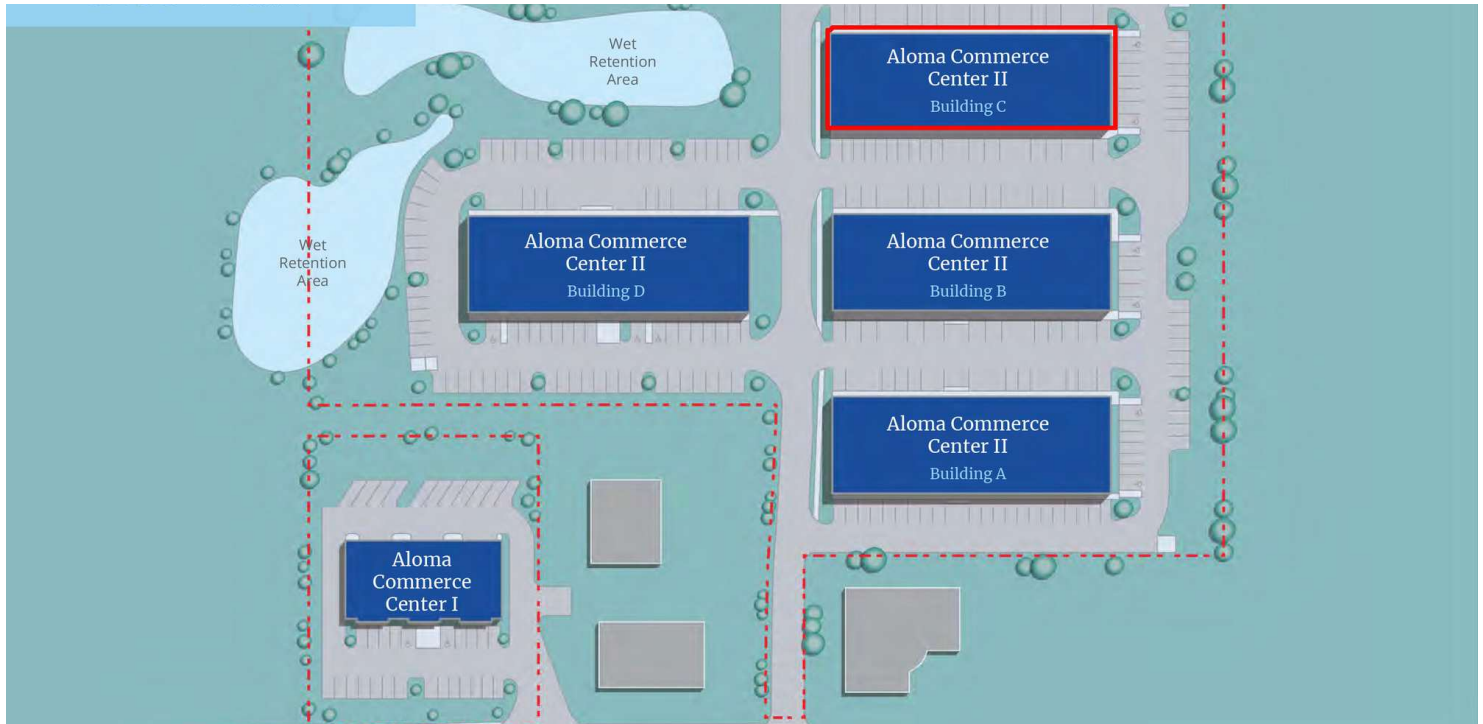 Wet
Retention
Area
Aloma Commerce
Center II
Building C
Wet
Retention
Area
Aloma Commerce
Center II
Building D
Aloma Commerce
Center II
Building B
Aloma Commerce
Center II
Building A
Aloma
Commerce
Center I